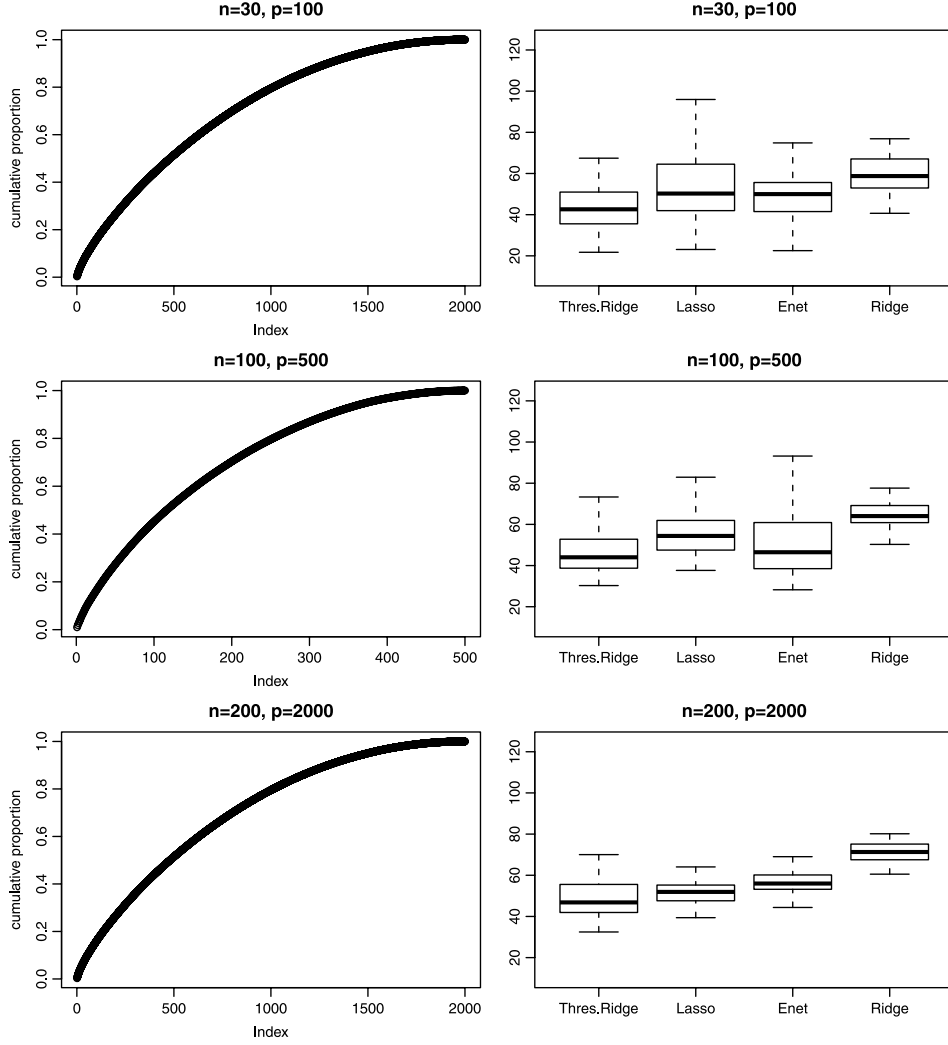 n=30, p=100
n=30, p=100
cumulative proportion
0.0 0.2 0.4 0.6 0.8 1.0
0 500 1000 1500 2000
Index
20 40 60 80 100 120
Thres.Ridge Lasso Enet Ridge
n=100, p=500
n=100, p=500
cumulative proportion
0.0 0.2 0.4 0.6 0.8 1.0
0 100 200 300 400 500
Index
20 40 60 80 100 120
Thres.Ridge Lasso Enet Ridge
n=200, p=2000
n=200, p=2000
cumulative proportion
0.0 0.2 0.4 0.6 0.8 1.0
0 500 1000 1500 2000
Index
20 40 60 80 100 120
Thres.Ridge Lasso Enet Ridge